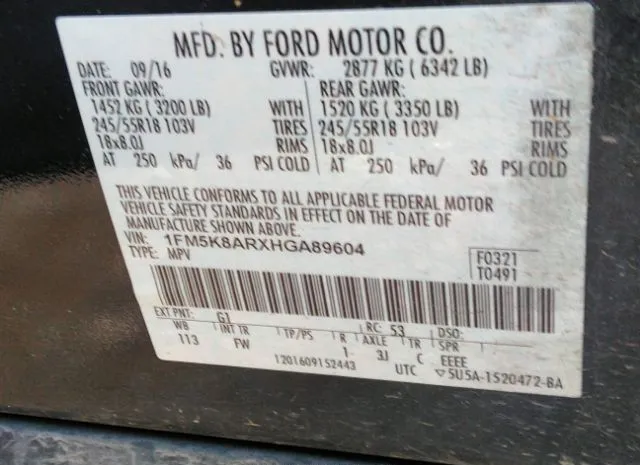 MFD. BY FORD MOTOR CO.
DATE: 09/16 GVWR: 2877 KG ( 6342 LB)
FRONT GAWR: REAR GAWR:
1452 KG ( 3200 LB) WITH 1520 KG ( 3350 LB) WITH
245/55R18 103V TIRES 245/55R18 103V TIRES
18x8.0J RIMS 18x8.0J RIMS
AT 250 kPa/ 36 PSI COLD AT 250 kPa/ 36 PSI COLD
THIS VEHICLE CONFORMS TO ALL APPLICABLE FEDERAL MOTOR
VEHICLE SAFETY STANDARDS IN EFFECT ON THE DATE OF
MANUFACTURE SHOWN ABOVE.
VIN: 1FM5K8ARXHGA89604
TYPE: MPV
F0321
T0491
EXT PNT: G1 RC: 53 DSO:
WB INT TR TP/PS R AXLE TR SPR
113 FW 1- 3J C EEEE
1201609152443 UTC ▽5U5A-1520472-BA